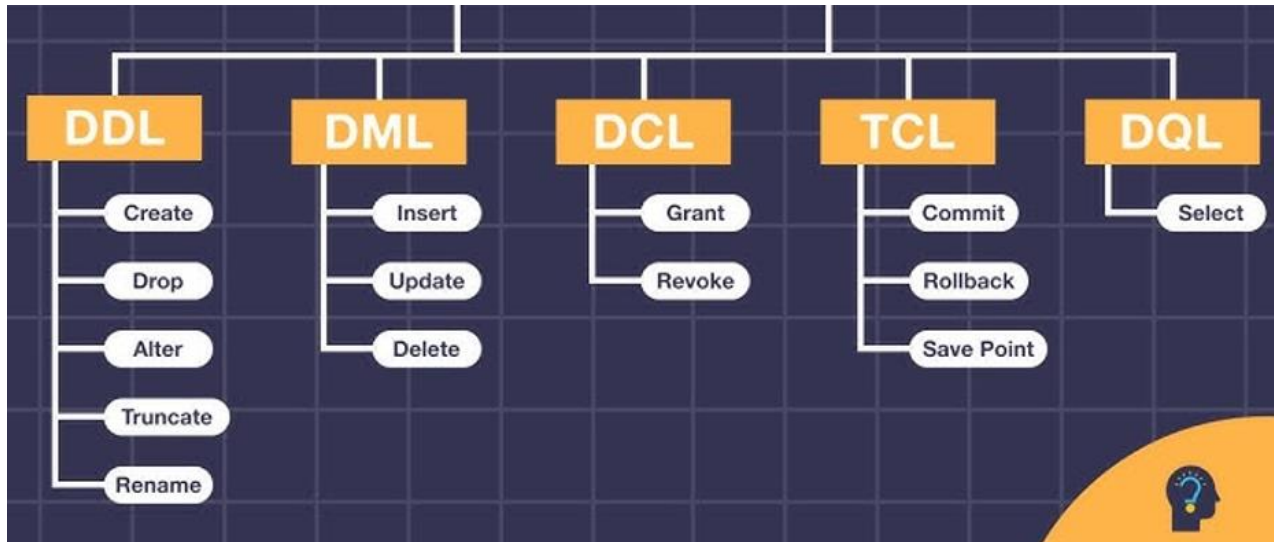 DDL
Create
Drop
Alter
Truncate
Rename
DML
Insert
Update
Delete
DCL
Grant
Revoke
TCL
Commit
Rollback
Save Point
DQL
Select